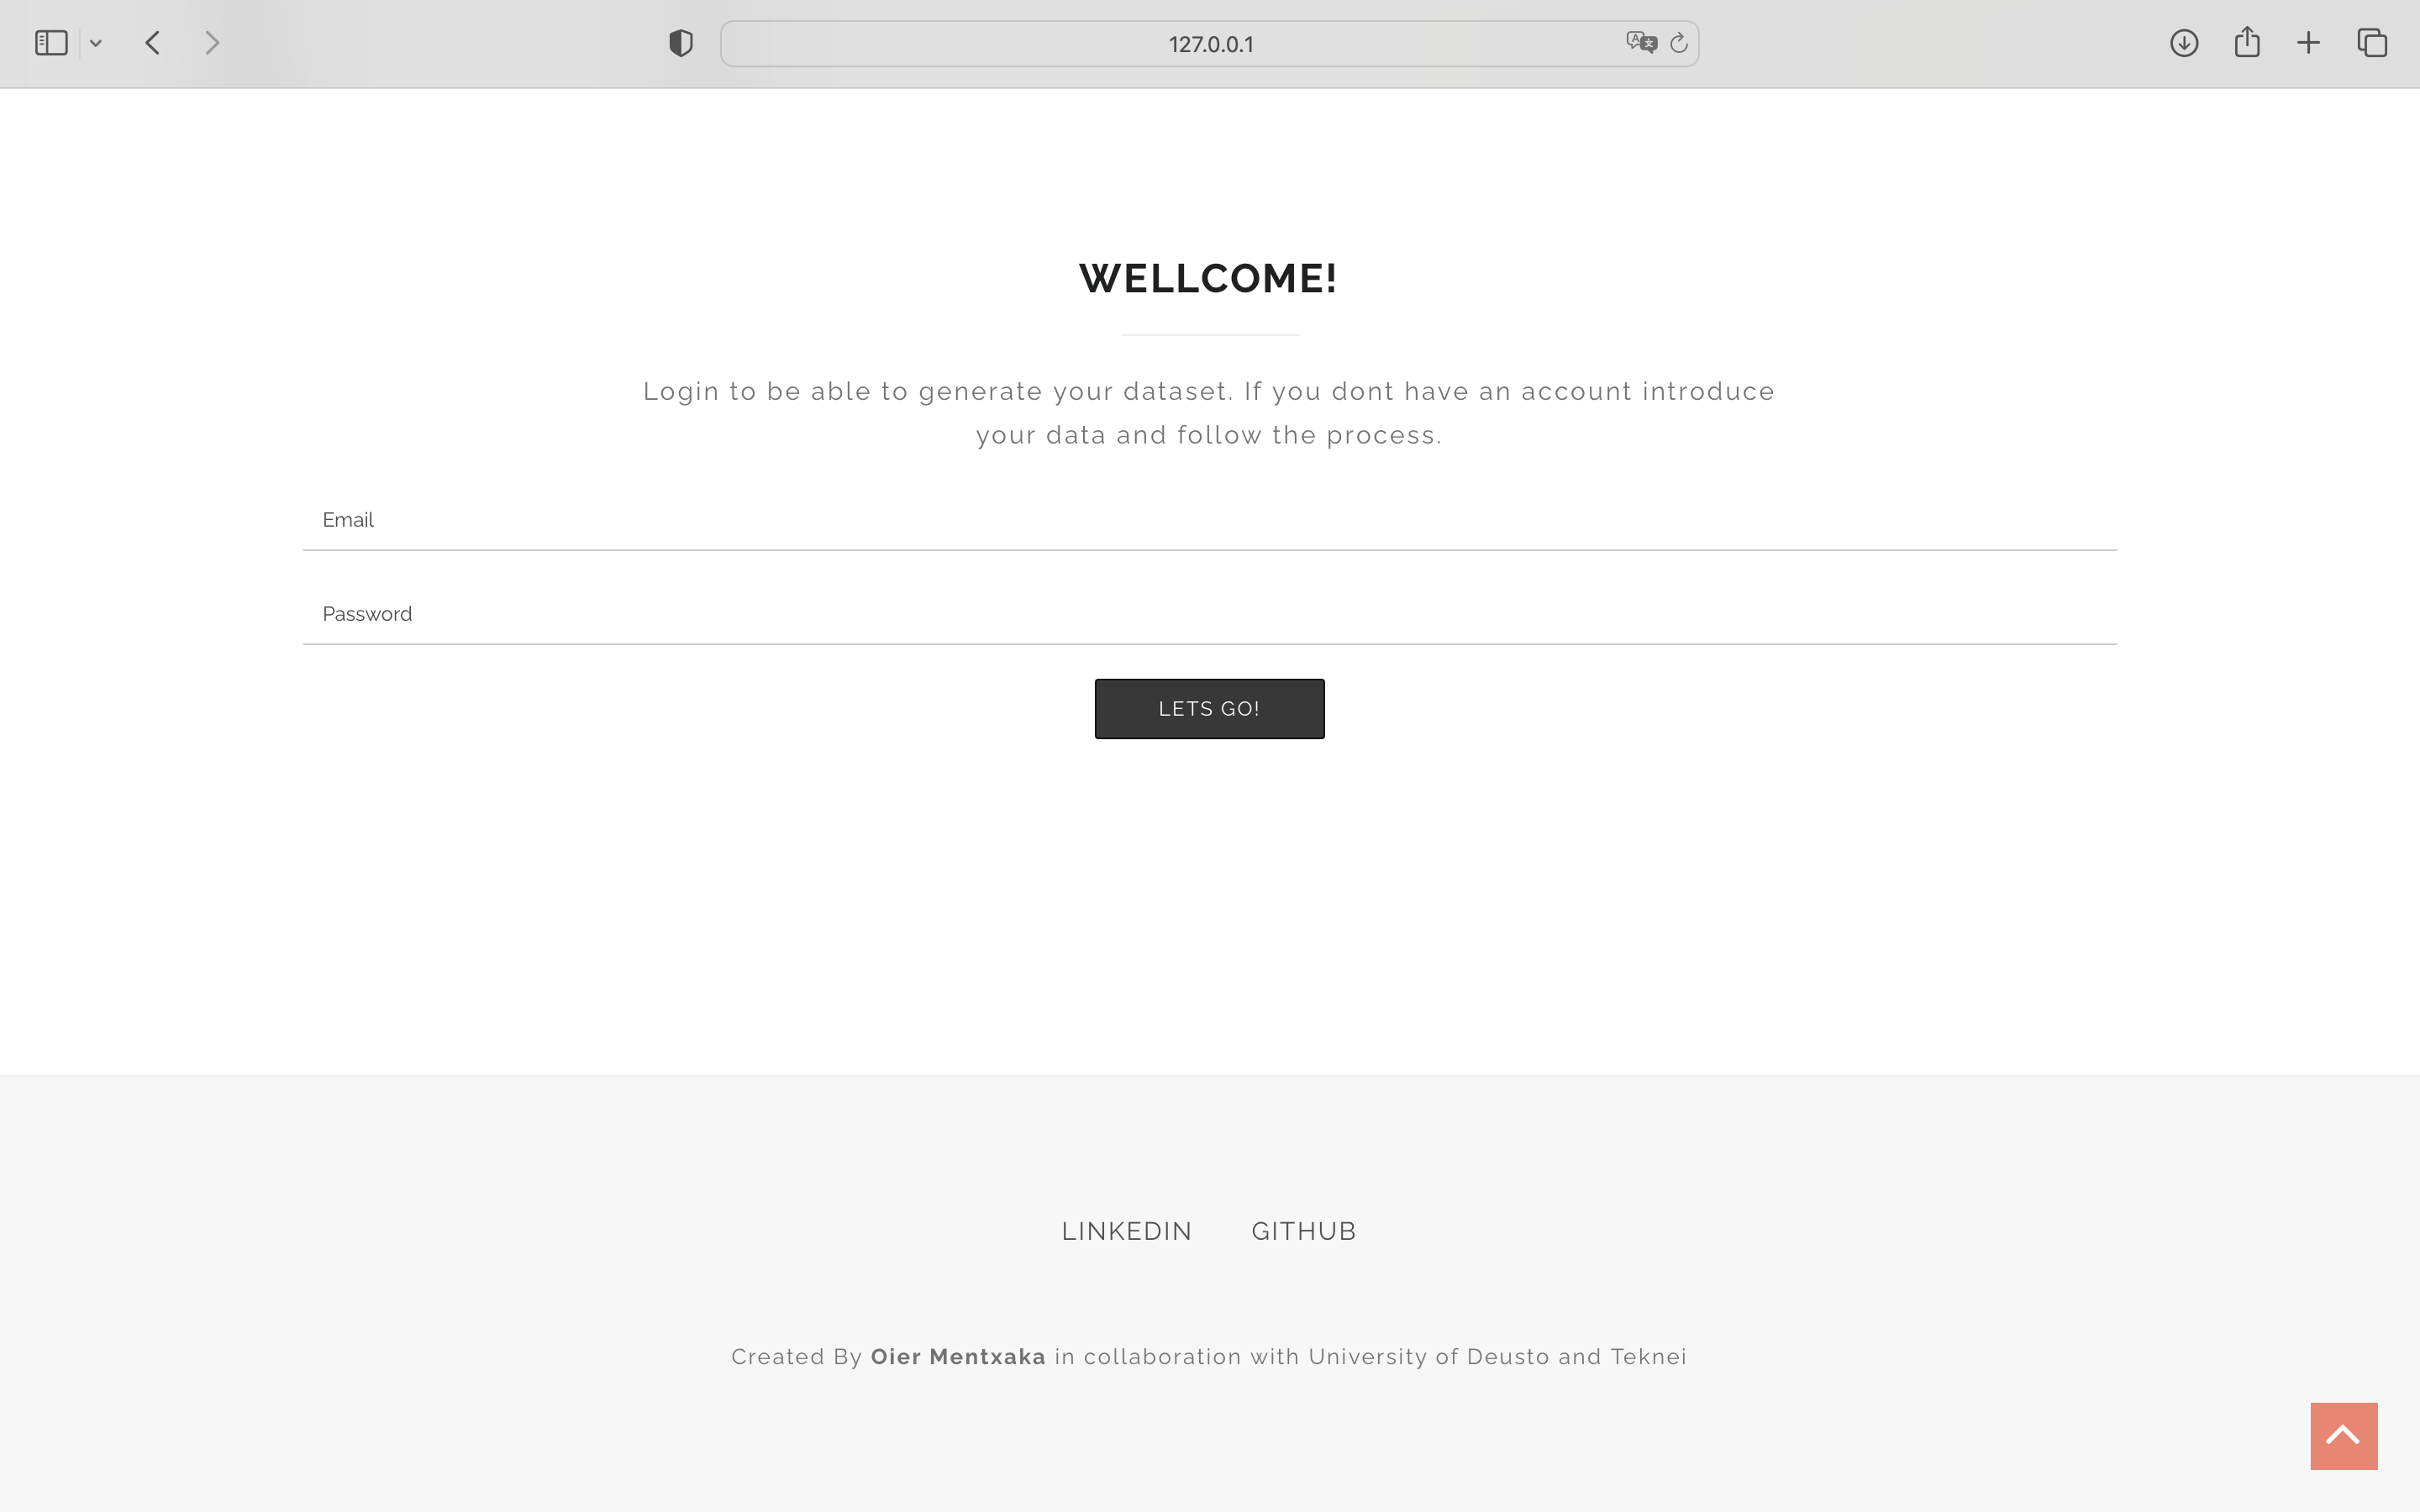 127.0.0.1
WELLCOME!
Login to be able to generate your dataset. If you dont have an account introduce
your data and follow the process.
Email
Password
LETS GO!
LINKEDIN GITHUB
Created By Oier Mentxaka in collaboration with University of Deusto and Teknei